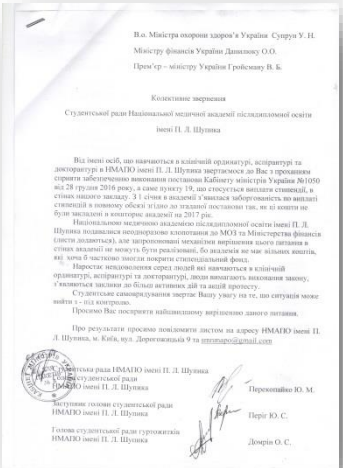 В.о. Міністра охорони здоров'я України Супрун У. Н.
Міністру фінансів України Данилюку О.О.
Прем'єр – міністру України Гройсману В. Б.
Колективне звернення
Студентської ради Національної медичної академії післядипломної освіти
імені П. Л. Шупика
Від імені осіб, що навчаються в клінічній ординатурі, аспірантурі та
докторантурі в НМАПО імені П. Л. Шупика звертаємося до Вас з проханням
сприяти забезпеченню виконання постанови Кабінету міністрів України №1050
від 28 грудня 2016 року, а саме пункту 19, що стосується виплати стипендії, в
стінах нашого закладу. З 1 січня в академії з'явилася заборгованість по виплаті
стипендій в повному обсязі згідно до згаданої постанови так, як ці кошти не
були закладені в кошторис академії на 2017 рік.
Національною медичною академією післядипломної освіти імені П. Л.
Шупика подавалися неодноразово клопотання до МОЗ та Міністерства фінансів
(листи додаються), але запропоновані механізми вирішення цього питання в
стінах академії не можуть бути реалізовані, бо академія не має вільних коштів,
які хоча б частково змогли покрити стипендіальний фонд.
Наростає невдоволення серед людей які навчаються в клінічній
ординатурі, аспірантурі та докторантурі, люди вимагають виконання закону,
з'являються заклики до більш активних дій та акцій протесту.
Студентське самоврядування звертає Вашу увагу на те, що ситуація може
вийти з - під контролю.
Просимо Вас посприяти найшвидшому вирішенню даного питання.
Про результати просимо повідомити листом на адресу НМАПО імені П.
Л. Шупика, м. Київ, вул. Дорогожицька 9 та
Студентська рада НМАПО імені П. Л. Шупика
Голова студентської ради
НМАПО імені П. Л. Шупика
Перекопайко Ю. М.
Заступник голови студентської ради
НМАПО імені П. Л. Шупика
Періг Ю. С.
Голова студентської ради гуртожитків
НМАПО імені П. Л. Шупика
Домрін О. С.